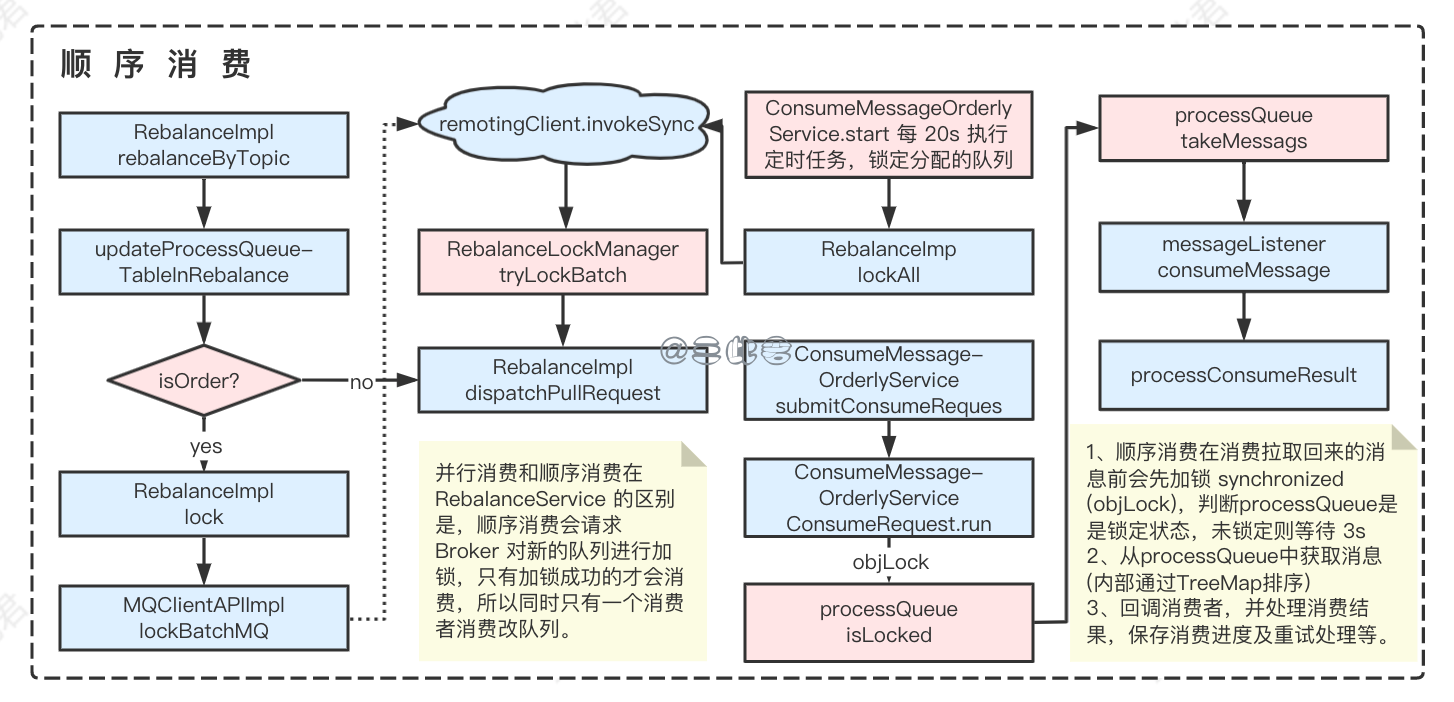 顺序消费
RebalanceImpl
rebalanceByTopic
updateProcessQueue-
TableInRebalance
isOrder?
no
yes
RebalanceImpl
lock
MQClientAPIImpl
lockBatchMQ
remotingClient.invokeSync
RebalanceLockManager
tryLockBatch
RebalanceImpl
dispatchPullRequest
并行消费和顺序消费在
RebalanceService 的区别
是，顺序消费会请求
Broker 对新的队列进行加
锁，只有加锁成功的才会消
费，所以同时只有一个消费
者消费改队列。
ConsumeMessageOrderly
Service.start 每 20s 执行
定时任务，锁定分配的队列
RebalanceImp
lockAll
ConsumeMessage-
OrderlyService
submitConsumeReques
ConsumeMessage-
OrderlyService
ConsumeRequest.run
objLock
processQueue
isLocked
processQueue
takeMessags
messageListener
consumeMessage
processConsumeResult
1、顺序消费在消费拉取回来的消
息前会先加锁 synchronized
(objLock)，判断processQueue是
是锁定状态，未锁定则等待 3s
2、从processQueue中获取消息
(内部通过TreeMap排序)
3、回调消费者，并处理消费结
果，保存消费进度及重试处理等。